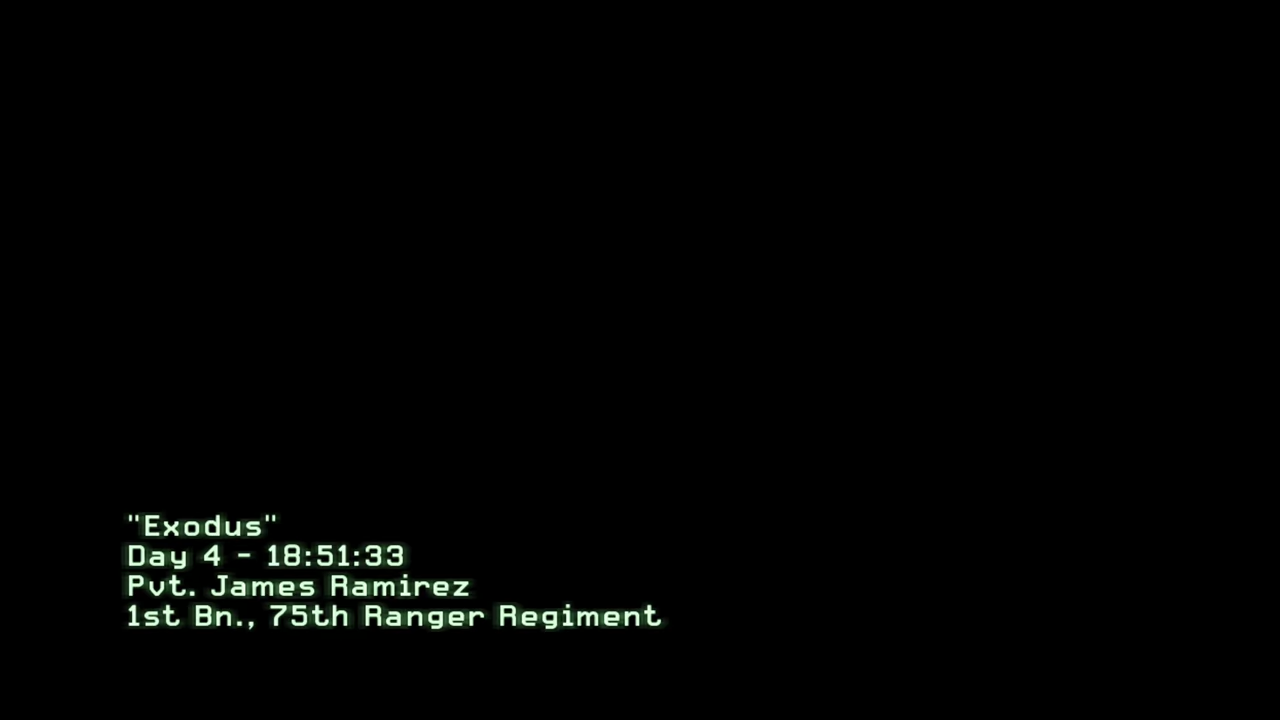 "Exodus"
Day 4 - 18:51:33
Pvt. James Ramirez
1st Bn., 75th Ranger Regiment